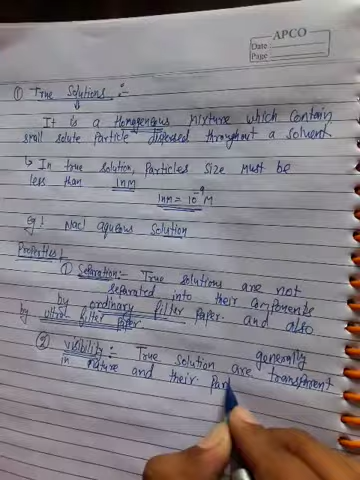 APCO
Date
Page
① True Solutions :-
It is a Homogeneous Mixture which contain
small solute particle dispersed throughout a solvent
↳ In true solution, particles size must be
less than 1nm
1nm = 10⁻⁹ M
eg: Nacl aqueous solution
Properties:
① Separation:- True solutions are not
separated into their components
by ordinary filter paper and also
by ultra filter paper
② visibility:- True solution are generally transparent
in nature and their par